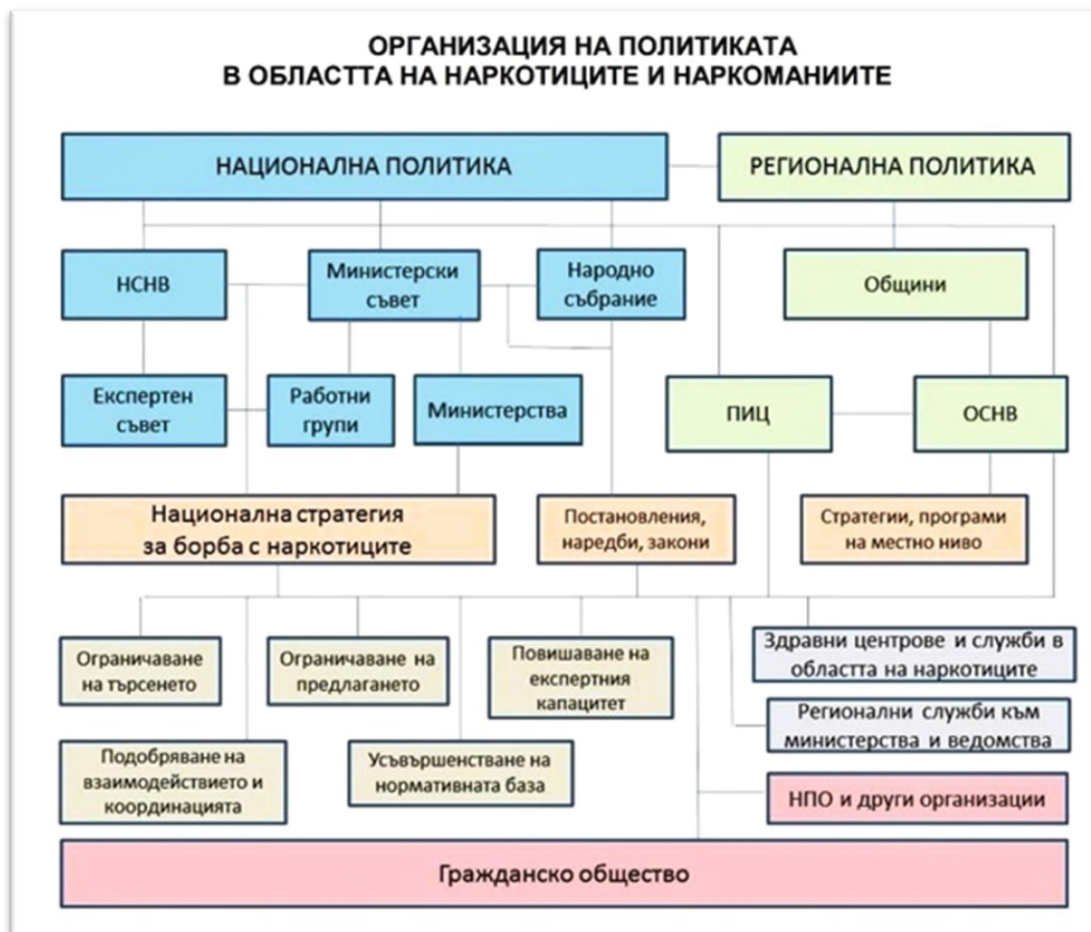 ОРГАНИЗАЦИЯ НА ПОЛИТИКАТА
В ОБЛАСТТА НА НАРКОТИЦИТЕ И НАРКОМАНИИТЕ
НАЦИОНАЛНА ПОЛИТИКА
РЕГИОНАЛНА ПОЛИТИКА
НСНВ
Министерски
съвет
Народно
събрание
Общини
Експертен
съвет
Работни
групи
Министерства
ПИЦ
ОСНВ
Национална стратегия
за борба с наркотиците
Постановления,
наредби, закони
Стратегии, програми
на местно ниво
Ограничаване
на търсенето
Ограничаване на
предлагането
Повишаване на
експертния
капацитет
Здравни центрове и служби в
областта на наркотиците
Регионални служби към
министерства и ведомства
Подобряване на
взаимодействието и
координацията
Усъвършенстване на
нормативната база
НПО и други организации
Гражданско общество